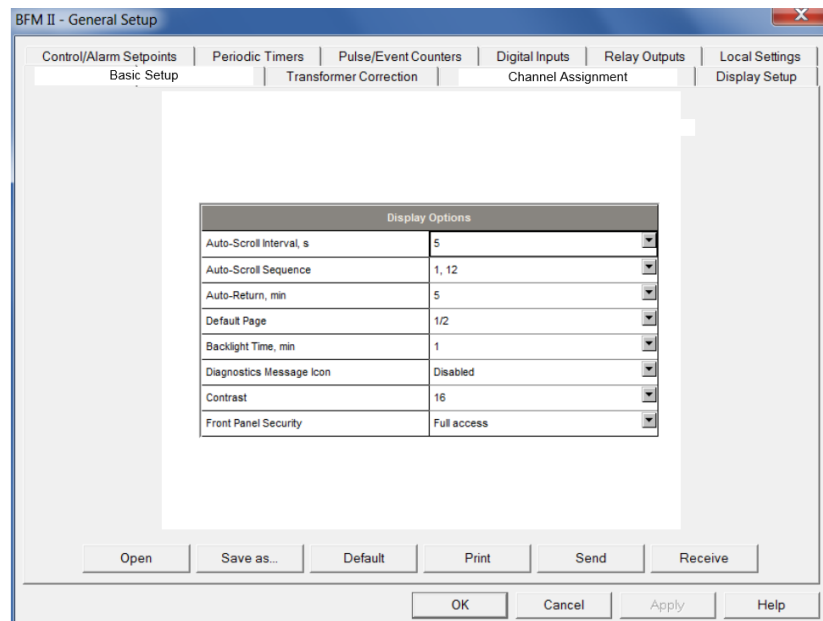 BFM II - General Setup
Control/Alarm Setpoints Periodic Timers Pulse/Event Counters Digital Inputs Relay Outputs Local Settings
Basic Setup Transformer Correction Channel Assignment Display Setup
Display Options
Auto-Scroll Interval, s 5
Auto-Scroll Sequence 1, 12
Auto-Return, min 5
Default Page 1/2
Backlight Time, min 1
Diagnostics Message Icon Disabled
Contrast 16
Front Panel Security Full access
Open Save as... Default Print Send Receive
OK Cancel Apply Help